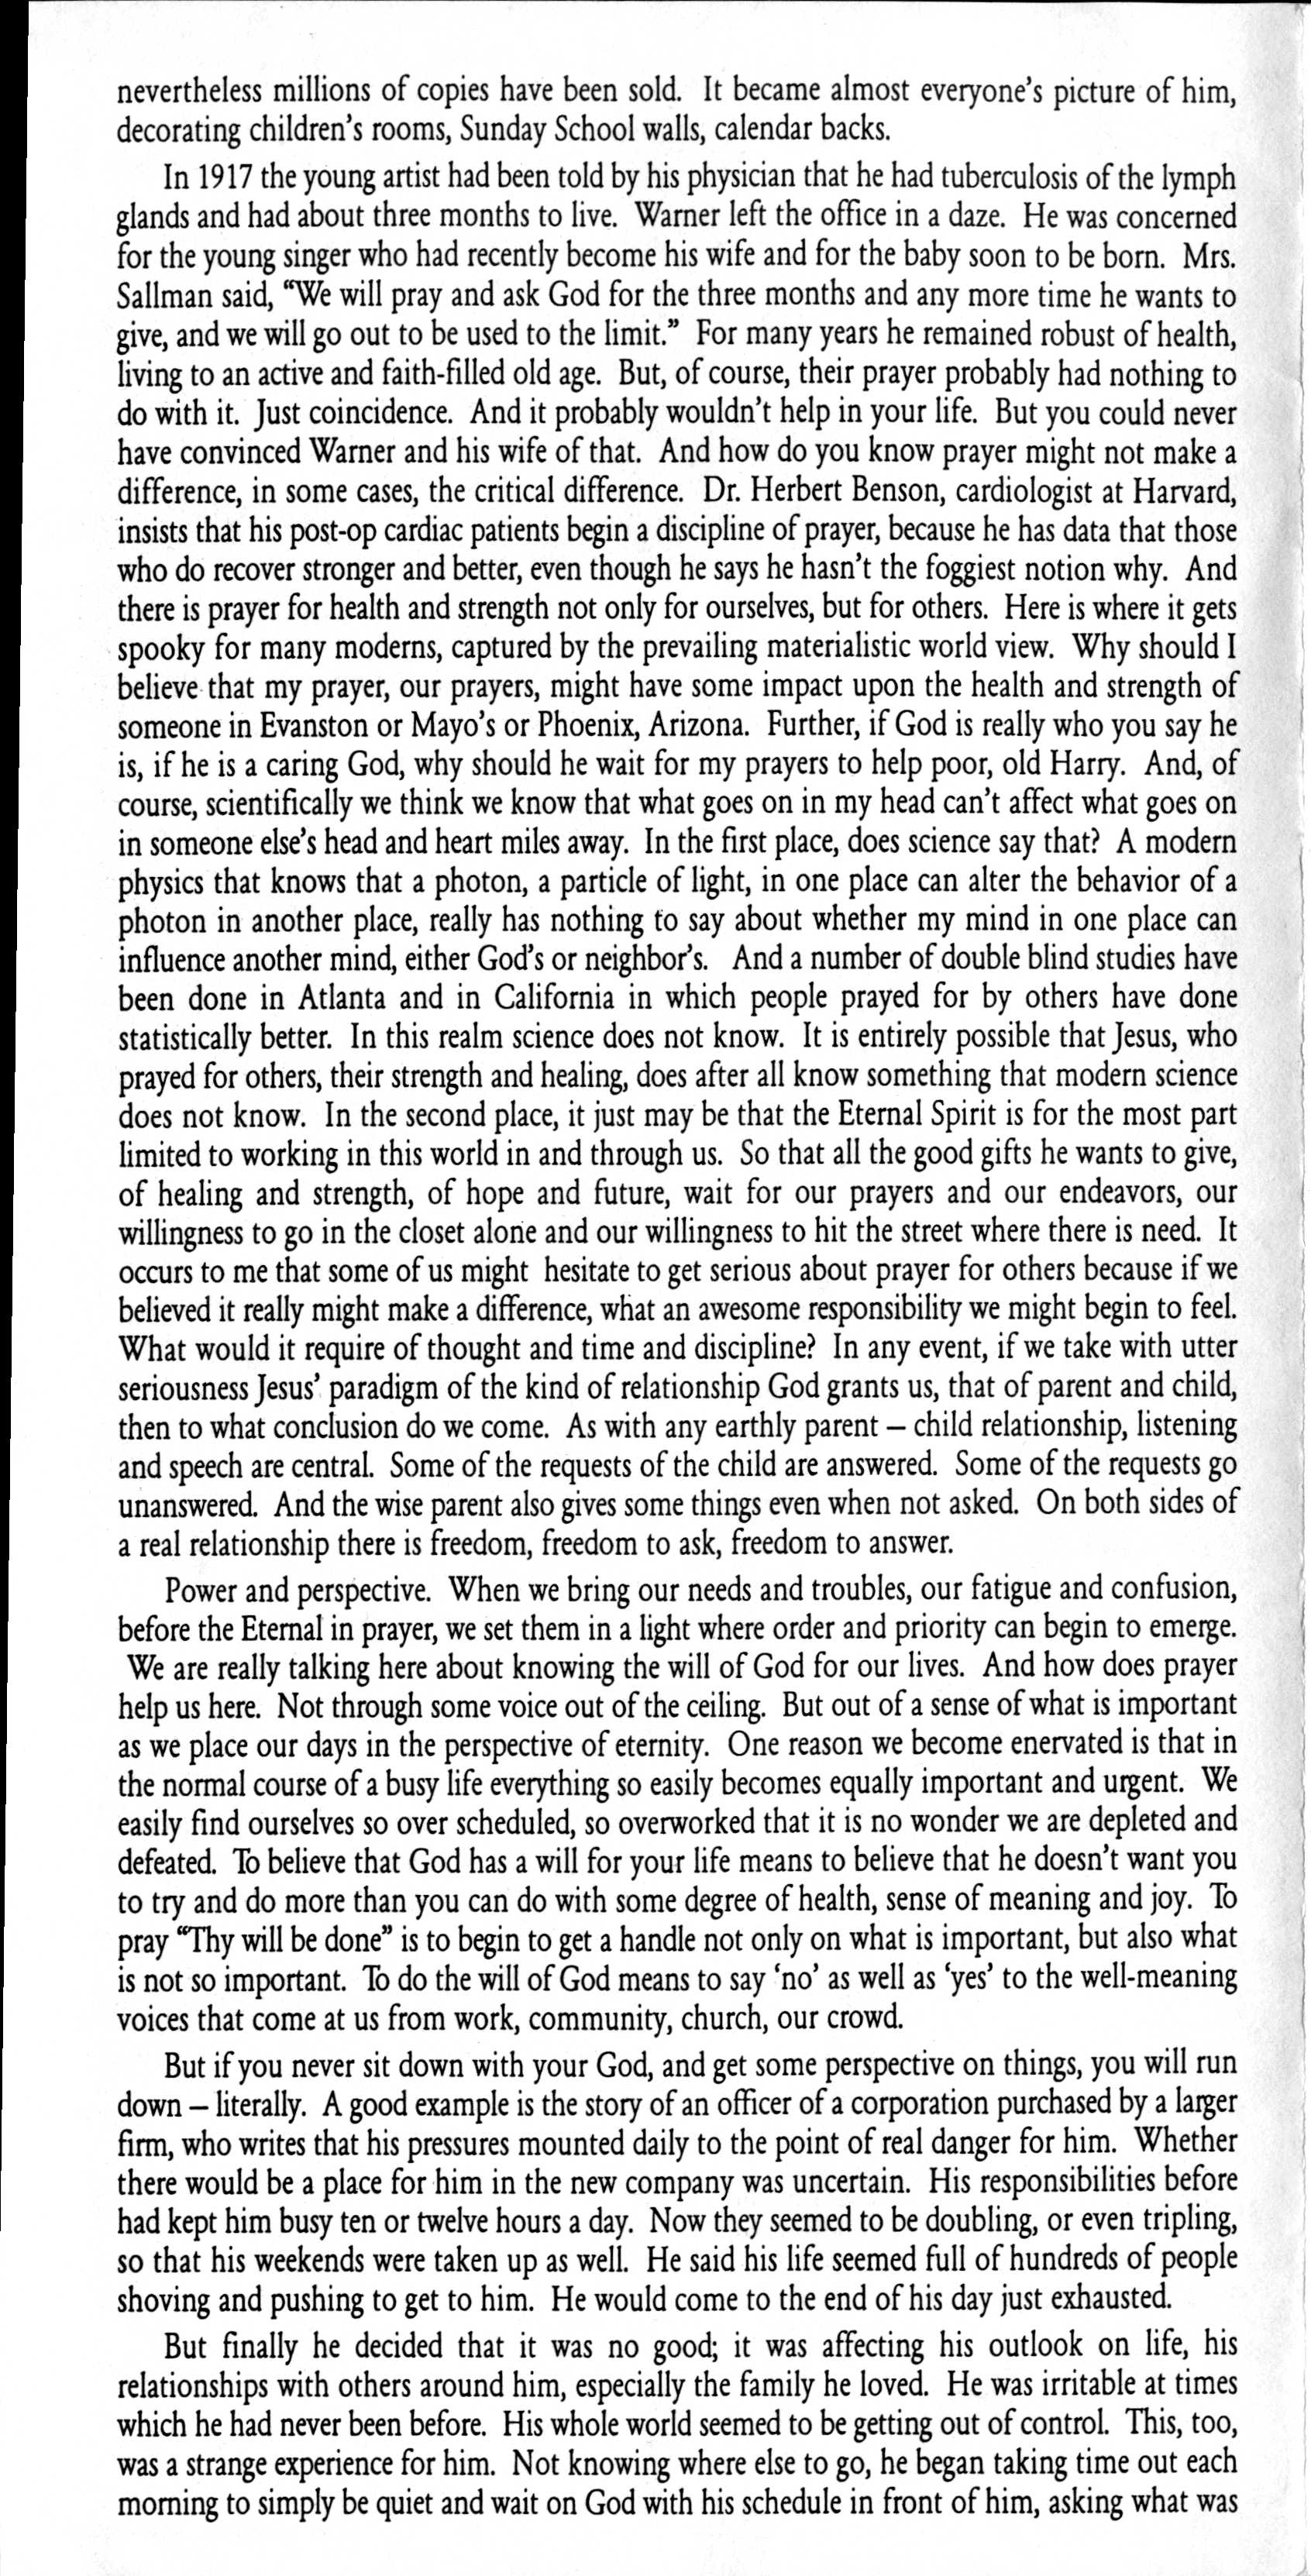 nevertheless millions of copies have been sold. It became almost everyone's picture of him,
decorating children's rooms, Sunday School walls, calendar backs.
In 1917 the young artist had been told by his physician that he had tuberculosis of the lymph
glands and had about three months to live. Warner left the office in a daze. He was concerned
for the young singer who had recently become his wife and for the baby soon to be born. Mrs.
Sallman said, “We will pray and ask God for the three months and any more time he wants to
give, and we will go out to be used to the limit.” For many years he remained robust of health,
living to an active and faith-filled old age. But, of course, their prayer probably had nothing to
do with it. Just coincidence. And it probably wouldn't help in your life. But you could never
have convinced Warner and his wife of that. And how do you know prayer might not make a
difference, in some cases, the critical difference. Dr. Herbert Benson, cardiologist at Harvard,
insists that his post-op cardiac patients begin a discipline of prayer, because he has data that those
who do recover stronger and better, even though he says he hasn't the foggiest notion why. And
there is prayer for health and strength not only for ourselves, but for others. Here is where it gets
spooky for many moderns, captured by the prevailing materialistic world view. Why should I
believe that my prayer, our prayers, might have some impact upon the health and strength of
someone in Evanston or Mayo's or Phoenix, Arizona. Further, if God is really who you say he
is, if he is a caring God, why should he wait for my prayers to help poor, old Harry. And, of
course, scientifically we think we know that what goes on in my head can't affect what goes on
in someone else's head and heart miles away. In the first place, does science say that? A modern
physics that knows that a photon, a particle of light, in one place can alter the behavior of a
photon in another place, really has nothing to say about whether my mind in one place can
influence another mind, either God's or neighbor's. And a number of double blind studies have
been done in Atlanta and in California in which people prayed for by others have done
statistically better. In this realm science does not know. It is entirely possible that Jesus, who
prayed for others, their strength and healing, does after all know something that modern science
does not know. In the second place, it just may be that the Eternal Spirit is for the most part
limited to working in this world in and through us. So that all the good gifts he wants to give,
of healing and strength, of hope and future, wait for our prayers and our endeavors, our
willingness to go in the closet alone and our willingness to hit the street where there is need. It
occurs to me that some of us might hesitate to get serious about prayer for others because if we
believed it really might make a difference, what an awesome responsibility we might begin to feel.
What would it require of thought and time and discipline? In any event, if we take with utter
seriousness Jesus' paradigm of the kind of relationship God grants us, that of parent and child,
then to what conclusion do we come. As with any earthly parent – child relationship, listening
and speech are central. Some of the requests of the child are answered. Some of the requests go
unanswered. And the wise parent also gives some things even when not asked. On both sides of
a real relationship there is freedom, freedom to ask, freedom to answer.
Power and perspective. When we bring our needs and troubles, our fatigue and confusion,
before the Eternal in prayer, we set them in a light where order and priority can begin to emerge.
We are really talking here about knowing the will of God for our lives. And how does prayer
help us here. Not through some voice out of the ceiling. But out of a sense of what is important
as we place our days in the perspective of eternity. One reason we become enervated is that in
the normal course of a busy life everything so easily becomes equally important and urgent. We
easily find ourselves so over scheduled, so overworked that it is no wonder we are depleted and
defeated. To believe that God has a will for your life means to believe that he doesn't want you
to try and do more than you can do with some degree of health, sense of meaning and joy. To
pray “Thy will be done” is to begin to get a handle not only on what is important, but also what
is not so important. To do the will of God means to say ‘no’ as well as ‘yes’ to the well-meaning
voices that come at us from work, community, church, our crowd.
But if you never sit down with your God, and get some perspective on things, you will run
down – literally. A good example is the story of an officer of a corporation purchased by a larger
firm, who writes that his pressures mounted daily to the point of real danger for him. Whether
there would be a place for him in the new company was uncertain. His responsibilities before
had kept him busy ten or twelve hours a day. Now they seemed to be doubling, or even tripling,
so that his weekends were taken up as well. He said his life seemed full of hundreds of people
shoving and pushing to get to him. He would come to the end of his day just exhausted.
But finally he decided that it was no good; it was affecting his outlook on life, his
relationships with others around him, especially the family he loved. He was irritable at times
which he had never been before. His whole world seemed to be getting out of control. This, too,
was a strange experience for him. Not knowing where else to go, he began taking time out each
morning to simply be quiet and wait on God with his schedule in front of him, asking what was